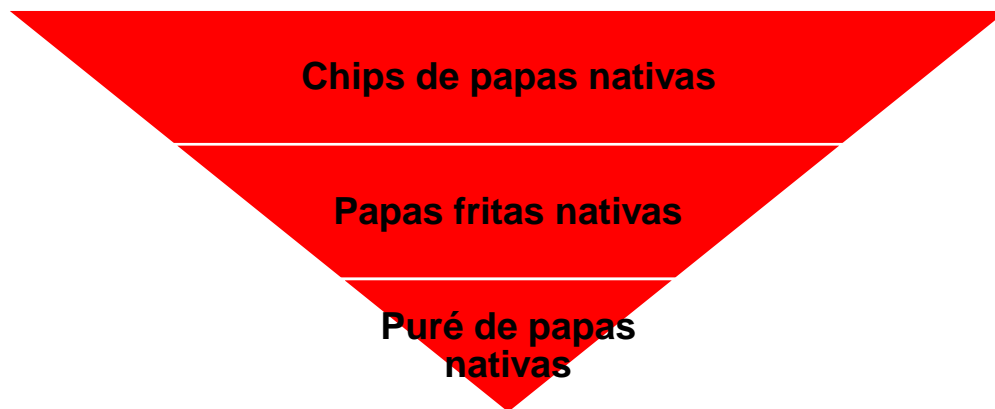 Chips de papas nativas
Papas fritas nativas
Puré de papas
nativas